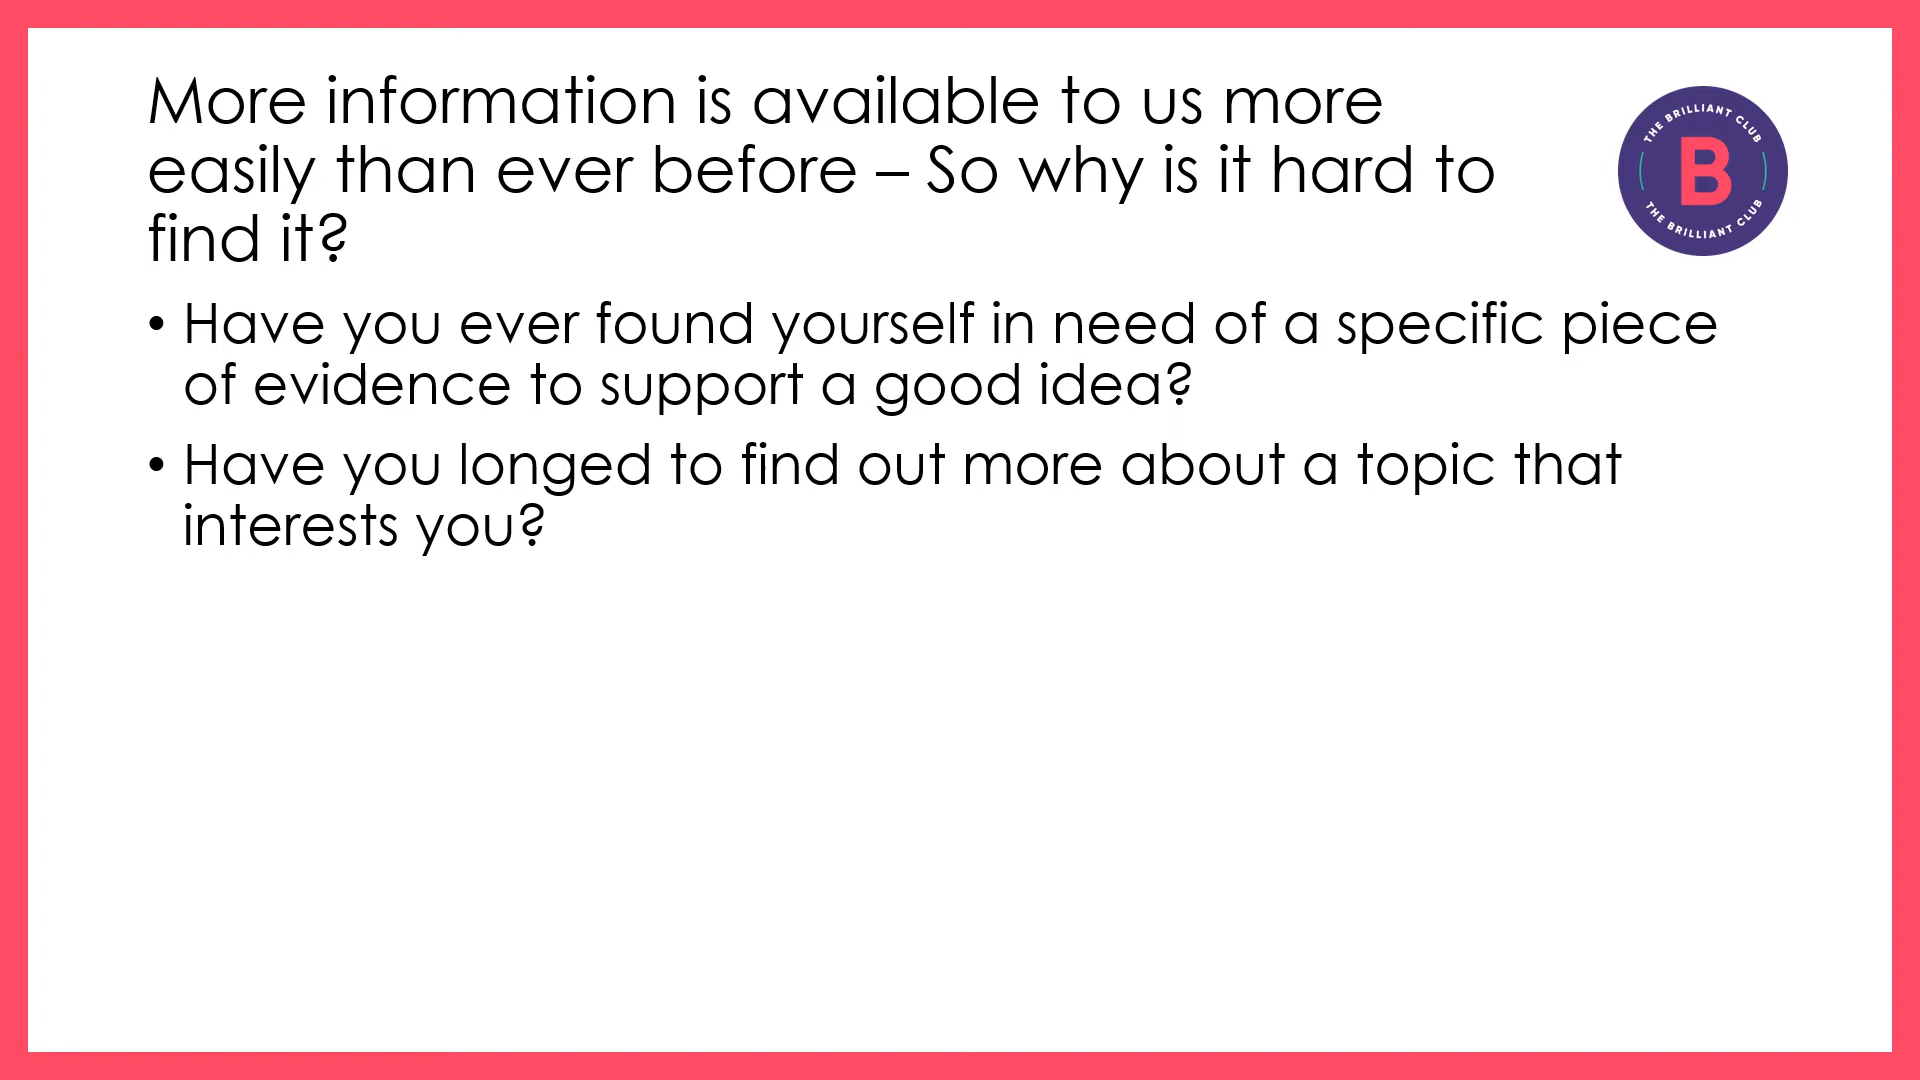 More information is available to us more
easily than ever before – So why is it hard to
find it?
THE BRILLIANT CLUB
B
THE BRILLIANT CLUB
• Have you ever found yourself in need of a specific piece
of evidence to support a good idea?
• Have you longed to find out more about a topic that
interests you?